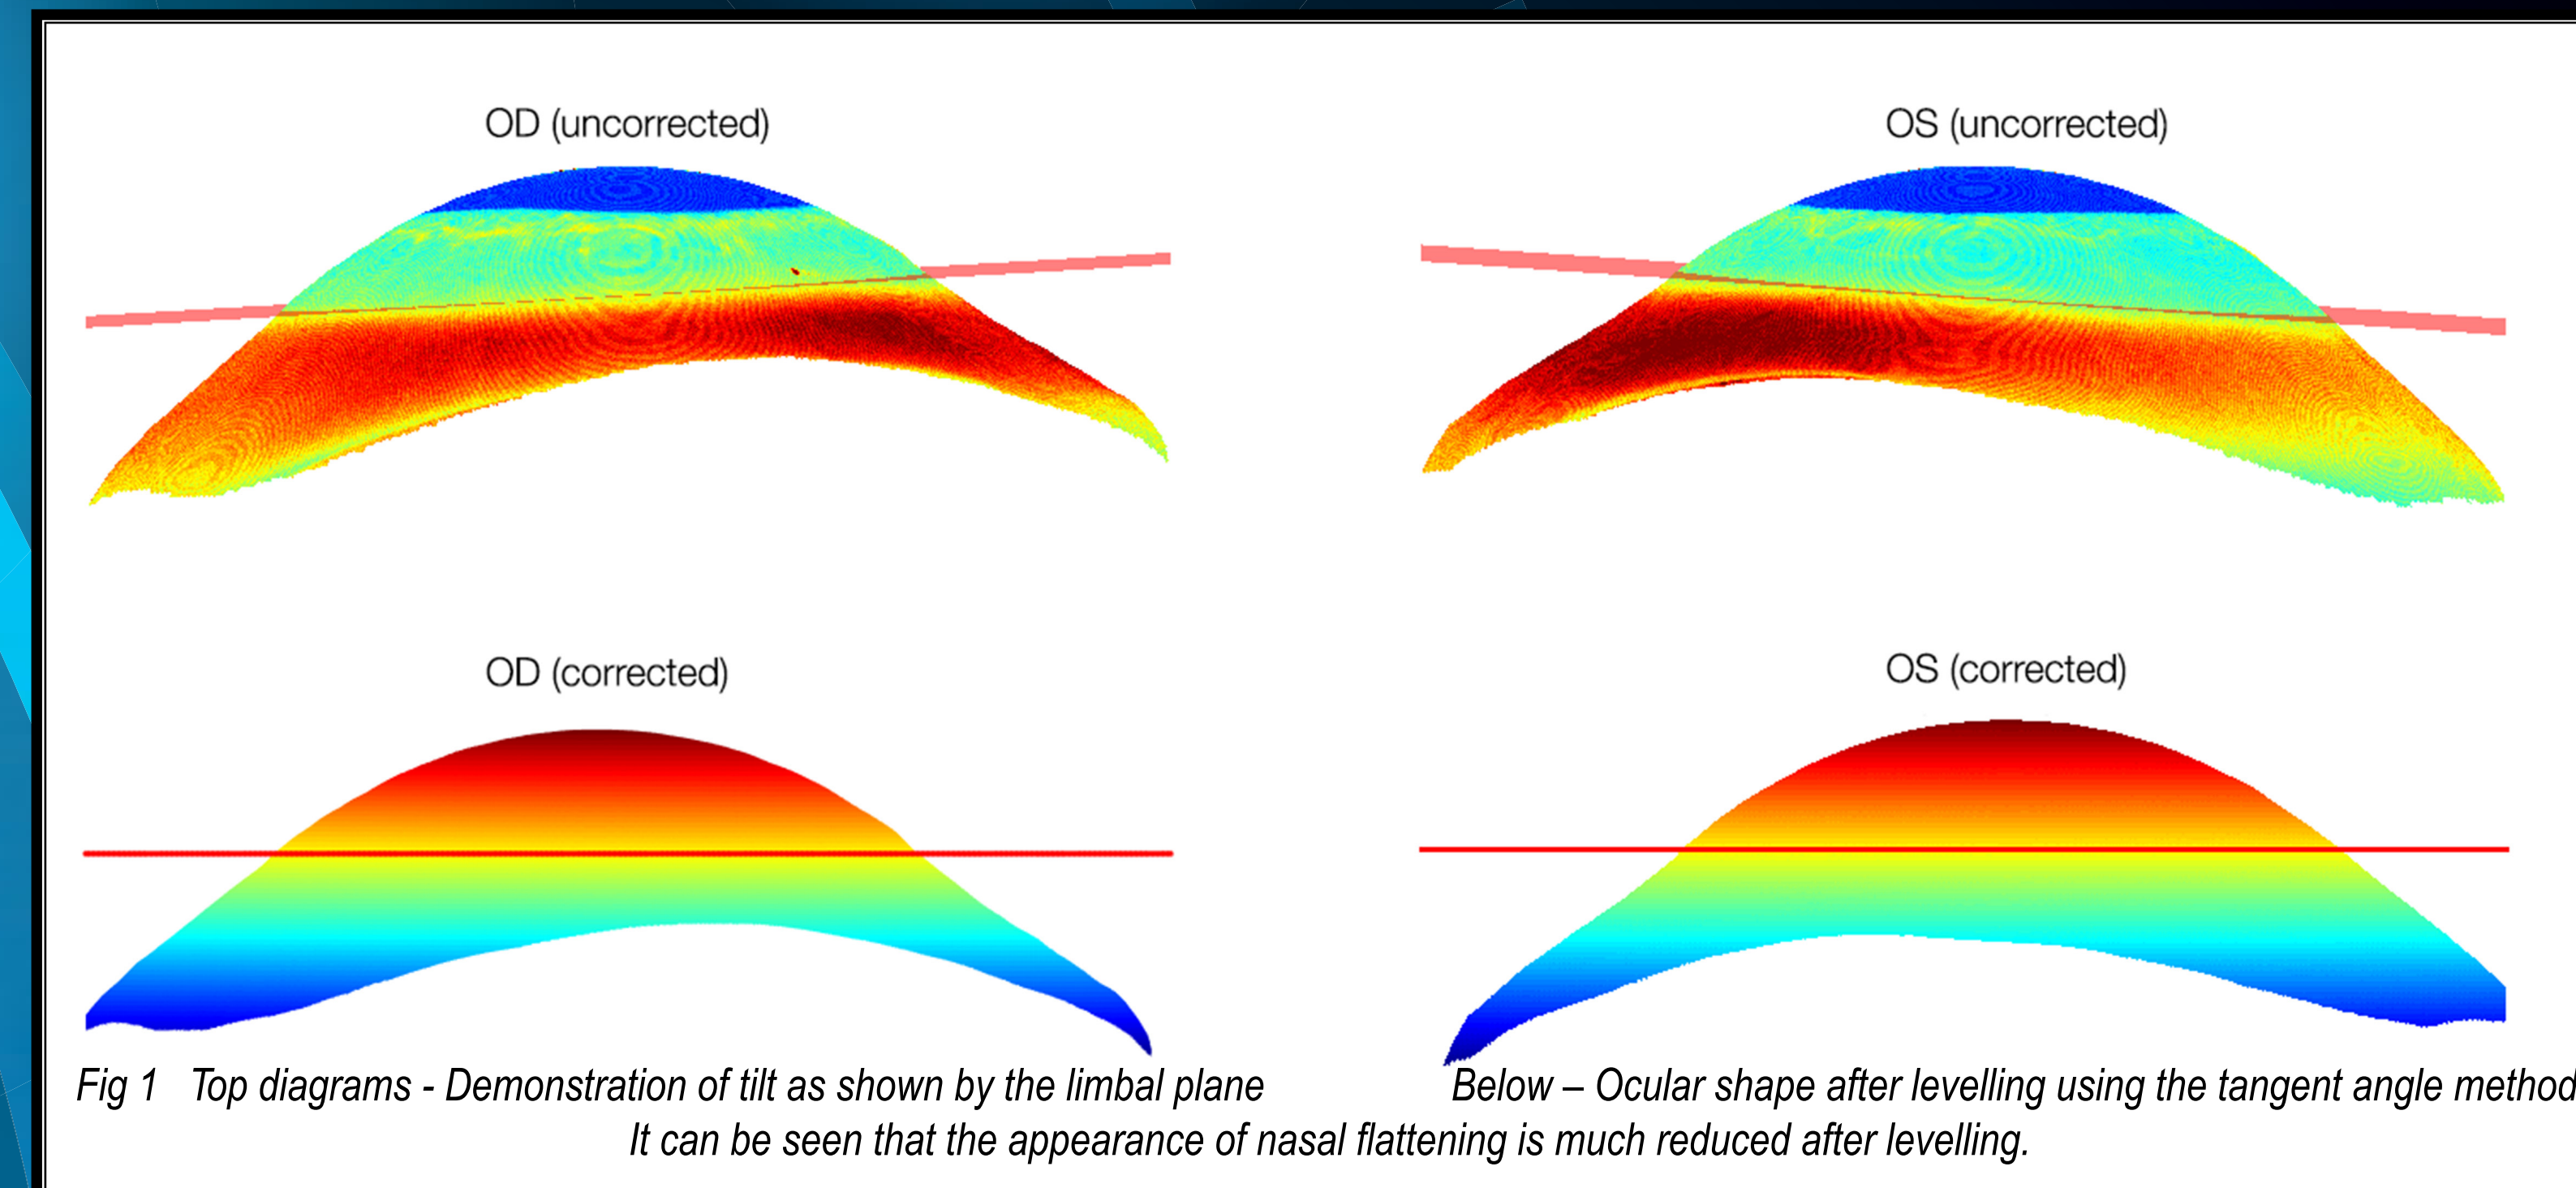 OD (uncorrected)
OS (uncorrected)
OD (corrected)
OS (corrected)
Fig 1   Top diagrams - Demonstration of tilt as shown by the limbal plane
Below – Ocular shape after levelling using the tangent angle method
It can be seen that the appearance of nasal flattening is much reduced after levelling.